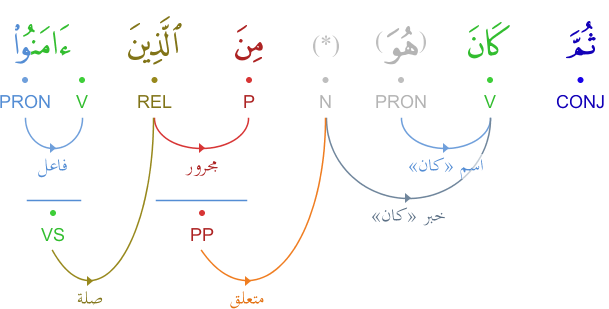 ثُمَّ كَانَ (هُوَ) (*) مِنَ ٱلَّذِينَ ءَامَنُوا۟
CONJ V PRON N P REL V PRON
اسم «كان» مجرور فاعل
خبر «كان»
PP VS
متعلق صلة